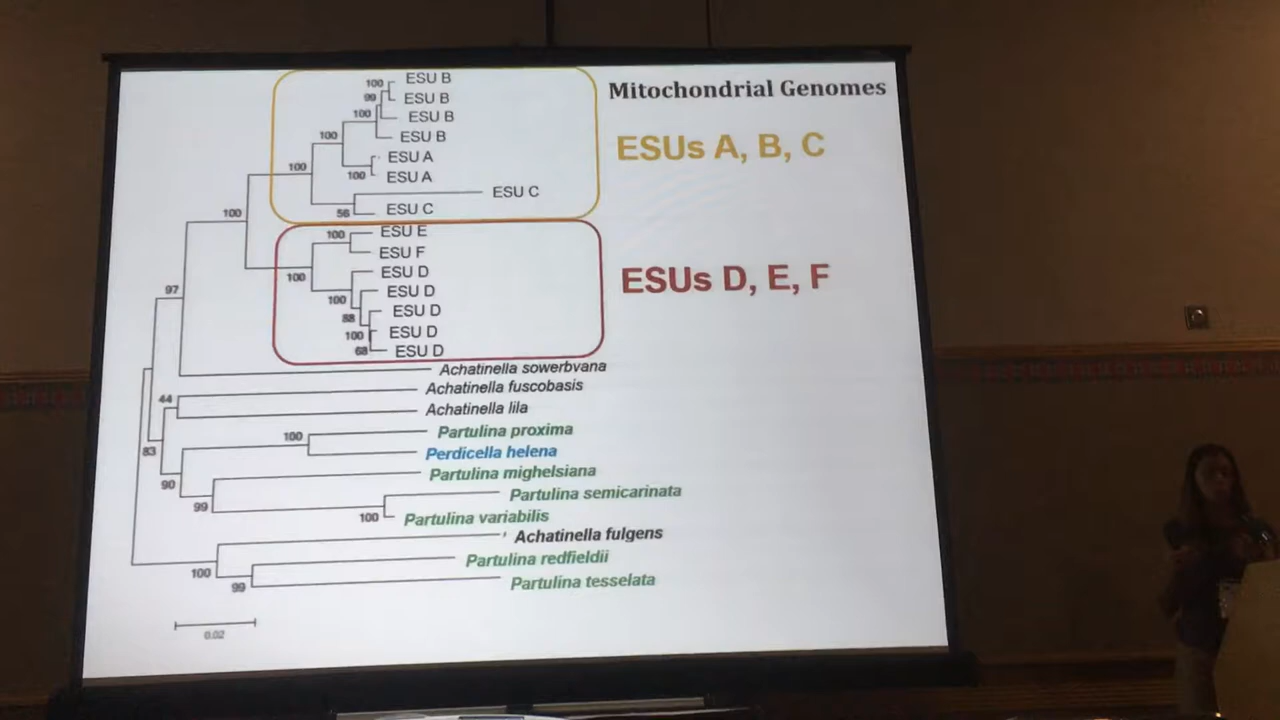 Mitochondrial Genomes
ESUs A, B, C
ESUs D, E, F
100
ESU B
99
ESU B
100
ESU B
100
ESU B
ESU A
100
100
ESU A
ESU C
56
ESU C
100
100
ESU E
ESU F
100
ESU D
100
ESU D
88
ESU D
100
ESU D
68
ESU D
97
Achatinella sowerbyana
Achatinella fuscobasis
44
Achatinella lila
100
Partulina proxima
83
Perdicella helena
90
Partulina mighelsiana
99
Partulina semicarinata
100
Partulina variabilis
Achatinella fulgens
100
Partulina redfieldii
99
Partulina tesselata
0.02